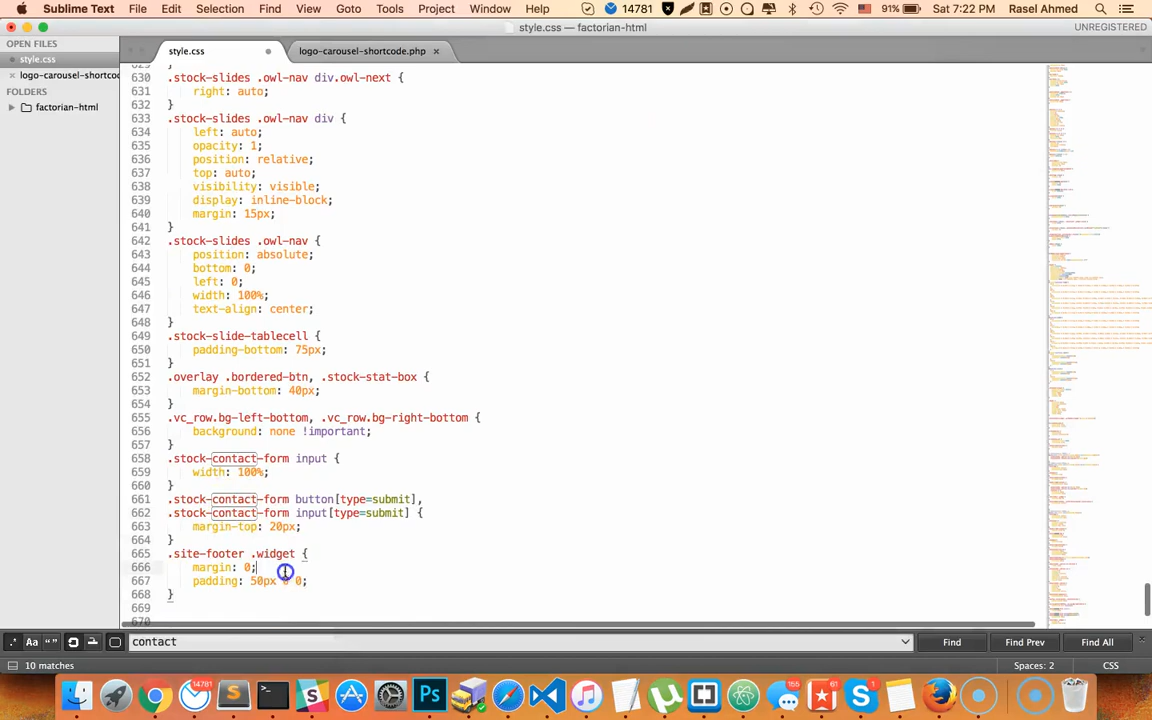 Sublime Text File Edit Selection Find View Goto Tools Project Window Help 14781 91% Sat 7:22 PM Rasel Ahmed
style.css — factorian-html UNREGISTERED
OPEN FILES
style.css
× logo-carousel-shortcod
FOLDERS
factorian-html
style.css logo-carousel-shortcode.php ×
630 .stock-slides .owl-nav div.owl-next {
631 right: auto;
632 }
633 .stock-slides .owl-nav div {
634 left: auto;
635 opacity: 1;
636 position: relative;
637 top: auto;
638 visibility: visible;
639 display: inline-block;
640 margin: 15px;
641 }
642 .stock-slides .owl-nav {
643 position: absolute;
644 bottom: 0;
645 left: 0;
646 width: 100%;
647 text-align: center;
648 }
649 .stock-slide-tablecell {
650 padding-bottom: 75px;
651 }
652 .overlay .bordered-btn, .stock-stat-box {
653 margin-bottom: 40px;
654 }
655 .vc_row.bg-left-bottom, .vc_row.bg-right-bottom {
656 background: none !important;
657 }
658 .stock-contact-form input {
659 width: 100%;
660 }
661 .stock-contact-form button[type=submit],
662 .stock-contact-form input[type=submit] {
663 margin-top: 20px;
664 }
665 .site-footer .widget {
666 margin: 0;
667 padding: 50px 0 0;
668 }
669
670
.* Aa “” contact Find Find Prev Find All ×
10 matches Spaces: 2 CSS
14781 155 1